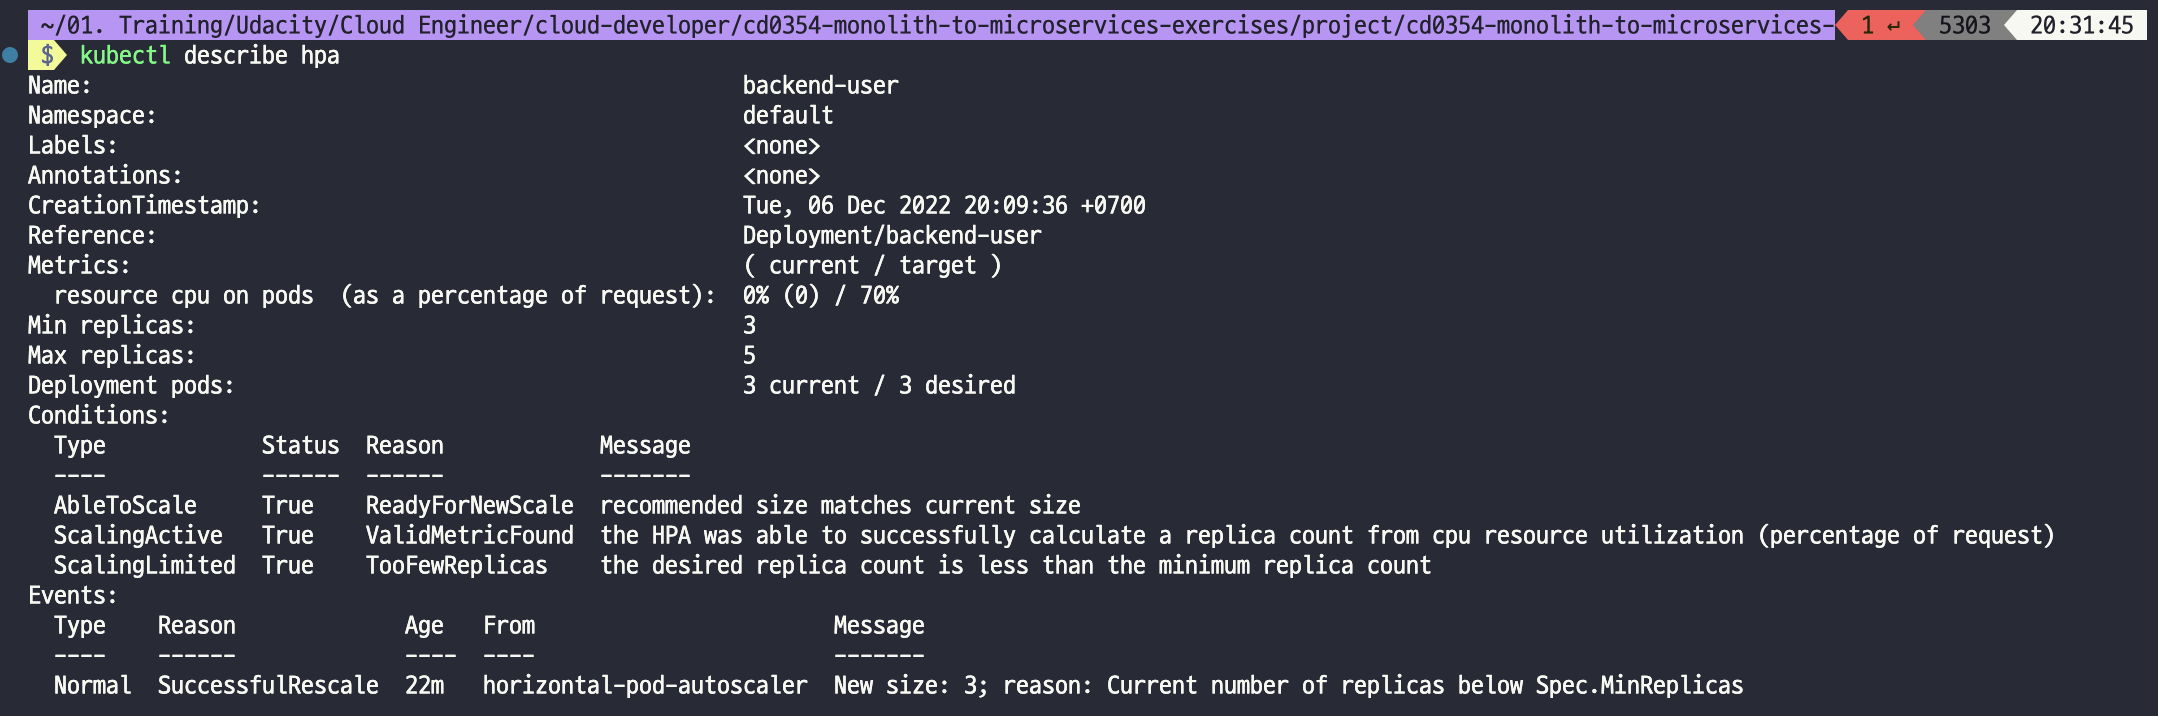 ~/01. Training/Udacity/Cloud Engineer/cloud-developer/cd0354-monolith-to-microservices-exercises/project/cd0354-monolith-to-microservices- 1 ↵ 5303 20:31:45
$ kubectl describe hpa
Name: backend-user
Namespace: default
Labels: <none>
Annotations: <none>
CreationTimestamp: Tue, 06 Dec 2022 20:09:36 +0700
Reference: Deployment/backend-user
Metrics: ( current / target )
resource cpu on pods (as a percentage of request): 0% (0) / 70%
Min replicas: 3
Max replicas: 5
Deployment pods: 3 current / 3 desired
Conditions:
Type Status Reason Message
---- ------ ------ -------
AbleToScale True ReadyForNewScale recommended size matches current size
ScalingActive True ValidMetricFound the HPA was able to successfully calculate a replica count from cpu resource utilization (percentage of request)
ScalingLimited True TooFewReplicas the desired replica count is less than the minimum replica count
Events:
Type Reason Age From Message
---- ------ ---- ---- -------
Normal SuccessfulRescale 22m horizontal-pod-autoscaler New size: 3; reason: Current number of replicas below Spec.MinReplicas